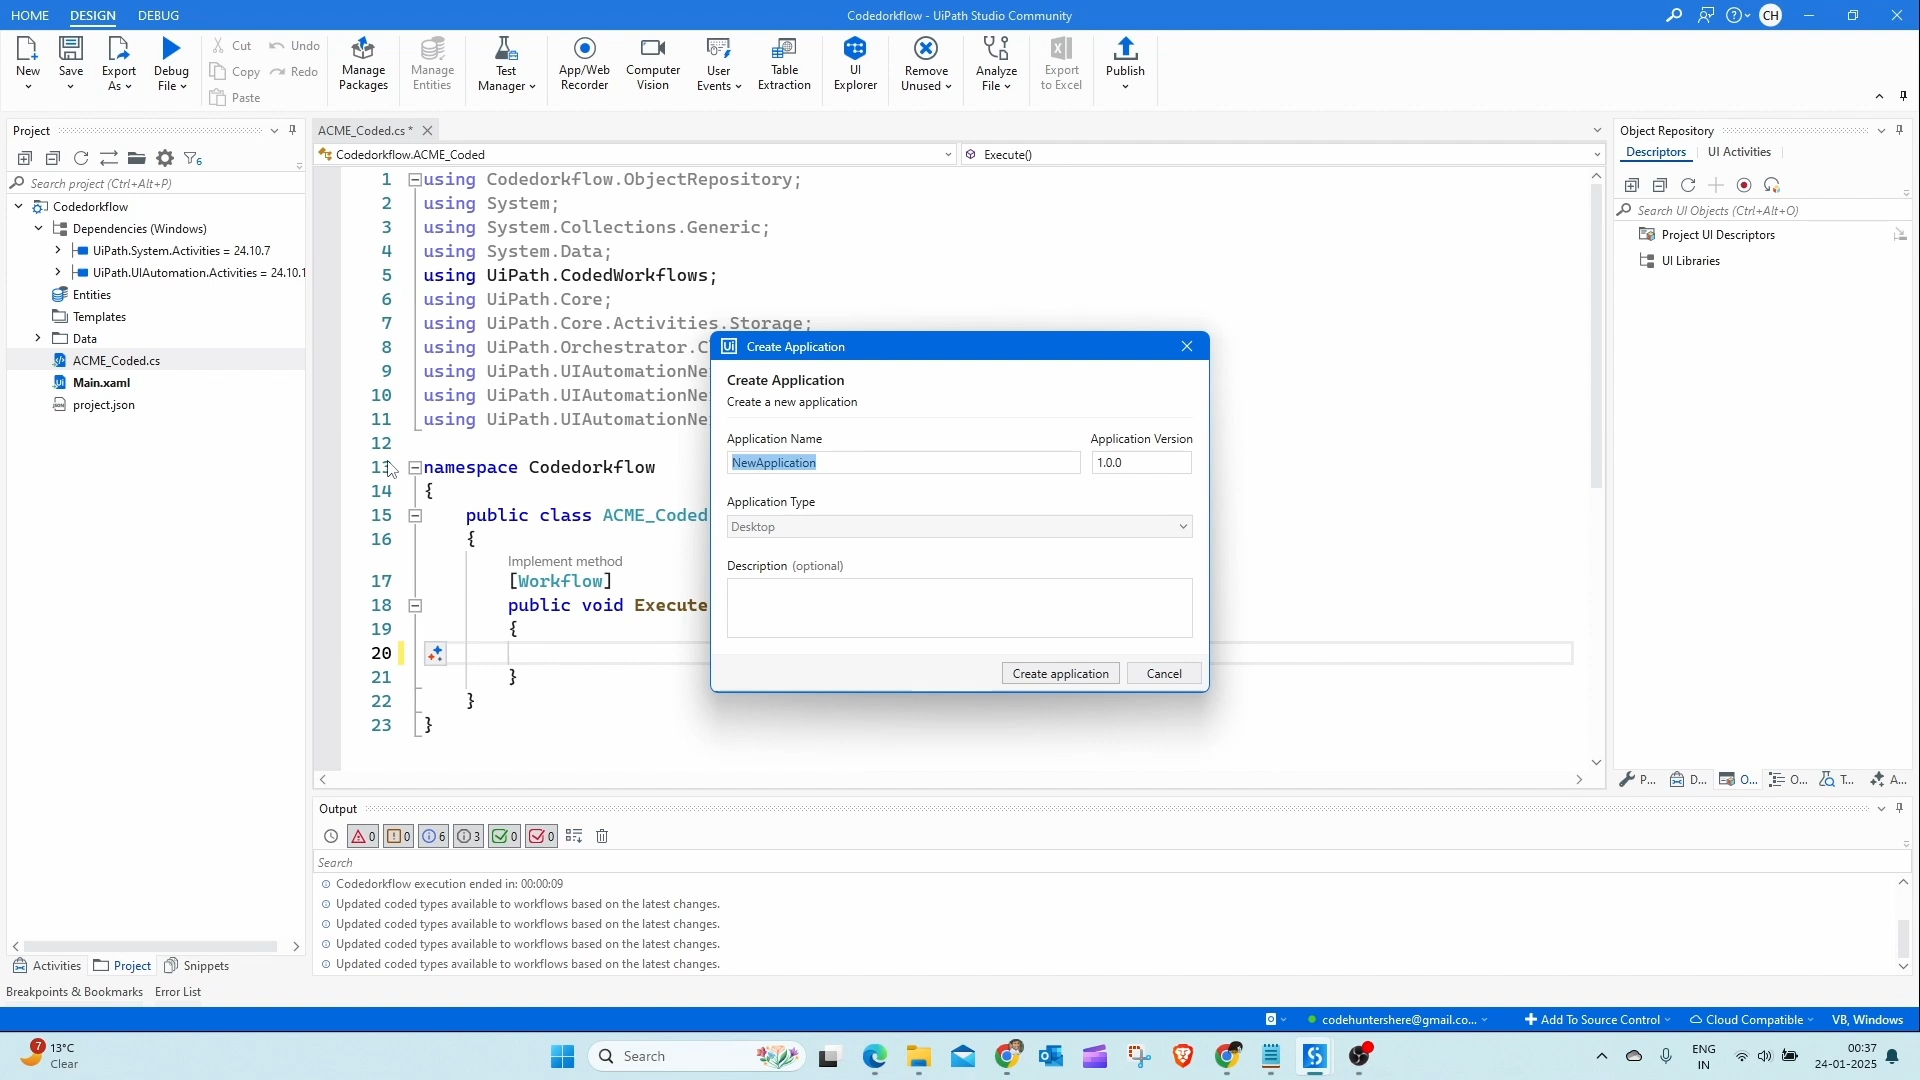 HOME DESIGN DEBUG
Codedorkflow - UiPath Studio Community
CH
New
Save
Export As
Debug File
Cut
Copy
Paste
Undo
Redo
Manage Packages
Manage Entities
Test Manager
App/Web Recorder
Computer Vision
User Events
Table Extraction
UI Explorer
Remove Unused
Analyze File
Export to Excel
Publish
Project
6
Search project (Ctrl+Alt+P)
Codedorkflow
Dependencies (Windows)
UiPath.System.Activities = 24.10.7
UiPath.UIAutomation.Activities = 24.10.1
Entities
Templates
Data
ACME_Coded.cs
Main.xaml
project.json
Activities Project Snippets
Breakpoints & Bookmarks Error List
ACME_Coded.cs *
Codedorkflow.ACME_Coded
Execute()
1 using Codedorkflow.ObjectRepository;
2 using System;
3 using System.Collections.Generic;
4 using System.Data;
5 using UiPath.CodedWorkflows;
6 using UiPath.Core;
7 using UiPath.Core.Activities.Storage;
8 using UiPath.Orchestrator.C
9 using UiPath.UIAutomationNe
10 using UiPath.UIAutomationNe
11 using UiPath.UIAutomationNe
12
13 namespace Codedorkflow
14 {
15 public class ACME_Coded
16 {
Implement method
17 [Workflow]
18 public void Execute
19 {
20
21 }
22 }
23 }
Ui Create Application
Create Application
Create a new application
Application Name Application Version
NewApplication 1.0.0
Application Type
Desktop
Description (optional)
Create application Cancel
Object Repository
Descriptors UI Activities
Search UI Objects (Ctrl+Alt+O)
Project UI Descriptors
UI Libraries
P... D... O... O... T... A...
Output
0 0 6 3 0 0
Search
Codedorkflow execution ended in: 00:00:09
Updated coded types available to workflows based on the latest changes.
Updated coded types available to workflows based on the latest changes.
Updated coded types available to workflows based on the latest changes.
Updated coded types available to workflows based on the latest changes.
codehuntershere@gmail.co... Add To Source Control Cloud Compatible VB, Windows
7
13°C
Clear
Search
ENG
IN
00:37
24-01-2025